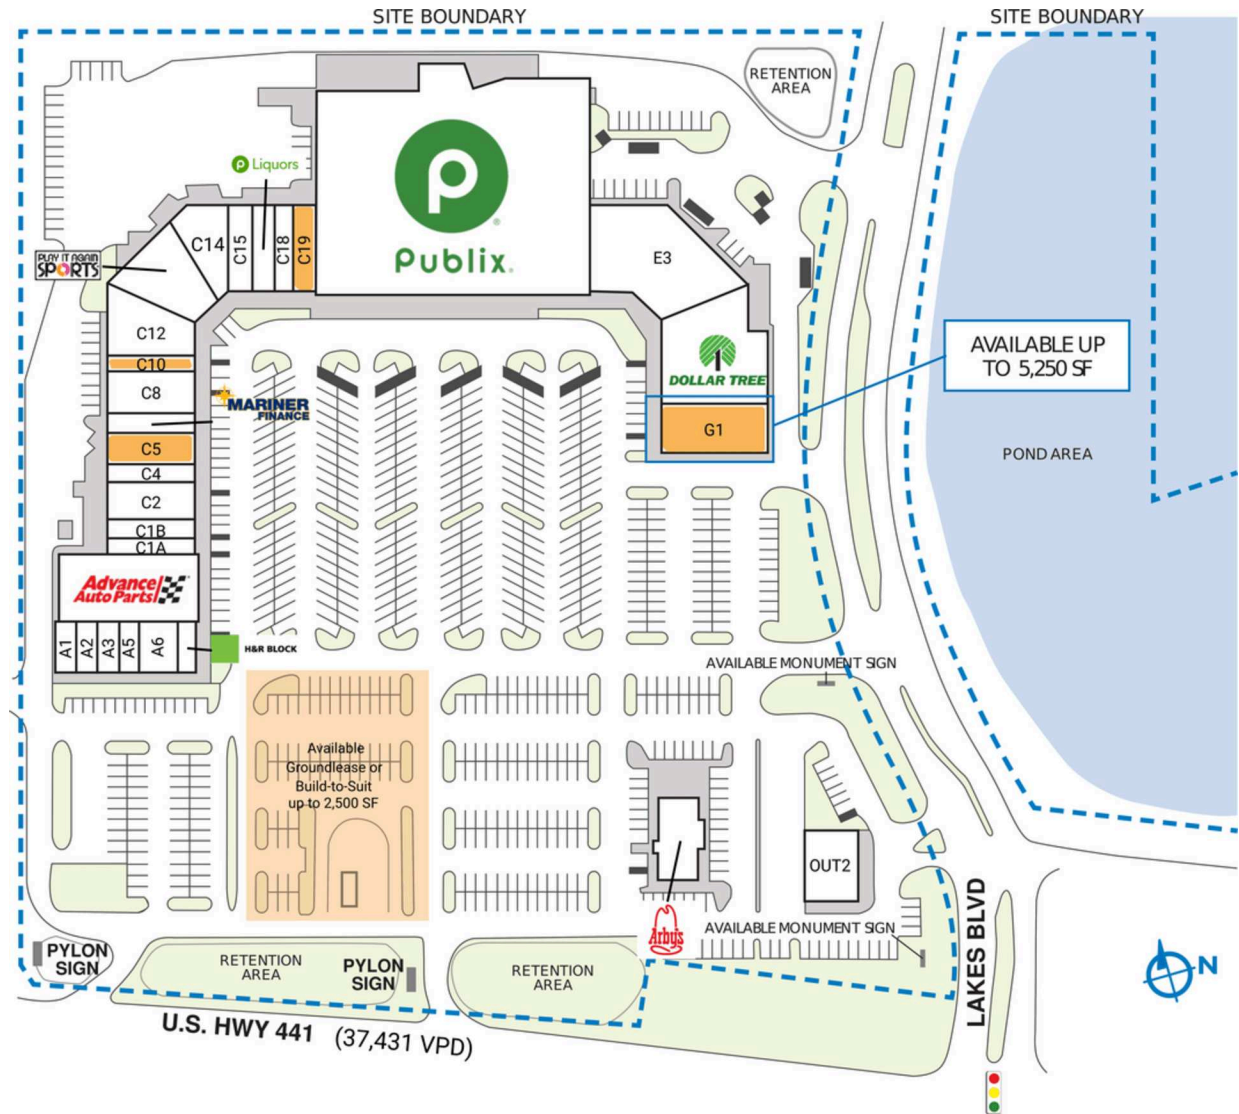 SITE BOUNDARY
SITE BOUNDARY
RETENTION
AREA
P Liquors
P
Publix
C14
C15
C18
C19
E3
PLAY IT AGAIN
SPORTS
C12
C10
C8
MARINER
FINANCE
C5
C4
C2
C1B
C1A
DOLLAR TREE
G1
AVAILABLE UP
TO 5,250 SF
POND AREA
Advance
Auto Parts
A1
A2
A3
A5
A6
H&R BLOCK
AVAILABLE MONUMENT SIGN
Available
Groundlease or
Build-to-Suit
up to 2,500 SF
OUT2
Arby's
AVAILABLE MONUMENT SIGN
LAKES BLVD
PYLON
SIGN
RETENTION
AREA
PYLON
SIGN
RETENTION
AREA
N
U.S. HWY 441 (37,431 VPD)